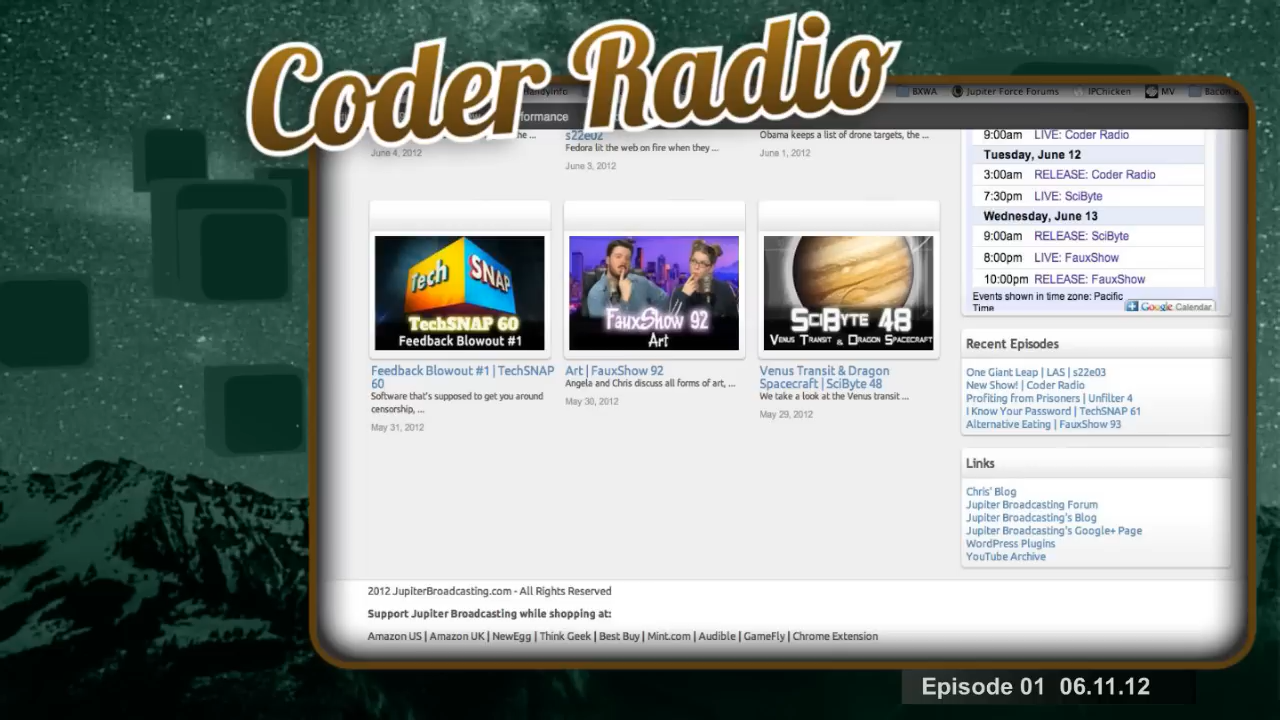 Coder Radio
BXWA
Jupiter Force Forums
IPChicken
MV
Bacon
the ...
June 4, 2012
s22e02
Fedora lit the web on fire when they ...
June 3, 2012
Obama keeps a list of drone targets, the ...
June 1, 2012
9:00am LIVE: Coder Radio
Tuesday, June 12
3:00am RELEASE: Coder Radio
7:30pm LIVE: SciByte
Wednesday, June 13
9:00am RELEASE: SciByte
8:00pm LIVE: FauxShow
10:00pm RELEASE: FauxShow
Events shown in time zone: Pacific
Time
Google Calendar
Tech SNAP
TechSNAP 60
Feedback Blowout #1
FauxShow 92
Art
SciByte 48
Venus Transit & Dragon Spacecraft
Feedback Blowout #1 | TechSNAP
60
Software that's supposed to get you around
censorship, ...
May 31, 2012
Art | FauxShow 92
Angela and Chris discuss all forms of art, ...
May 30, 2012
Venus Transit & Dragon
Spacecraft | SciByte 48
We take a look at the Venus transit ...
May 29, 2012
Recent Episodes
One Giant Leap | LAS | s22e03
New Show! | Coder Radio
Profiting from Prisoners | Unfilter 4
I Know Your Password | TechSNAP 61
Alternative Eating | FauxShow 93
Links
Chris' Blog
Jupiter Broadcasting Forum
Jupiter Broadcasting's Blog
Jupiter Broadcasting's Google+ Page
WordPress Plugins
YouTube Archive
2012 JupiterBroadcasting.com - All Rights Reserved
Support Jupiter Broadcasting while shopping at:
Amazon US | Amazon UK | NewEgg | Think Geek | Best Buy | Mint.com | Audible | GameFly | Chrome Extension
Episode 01 06.11.12